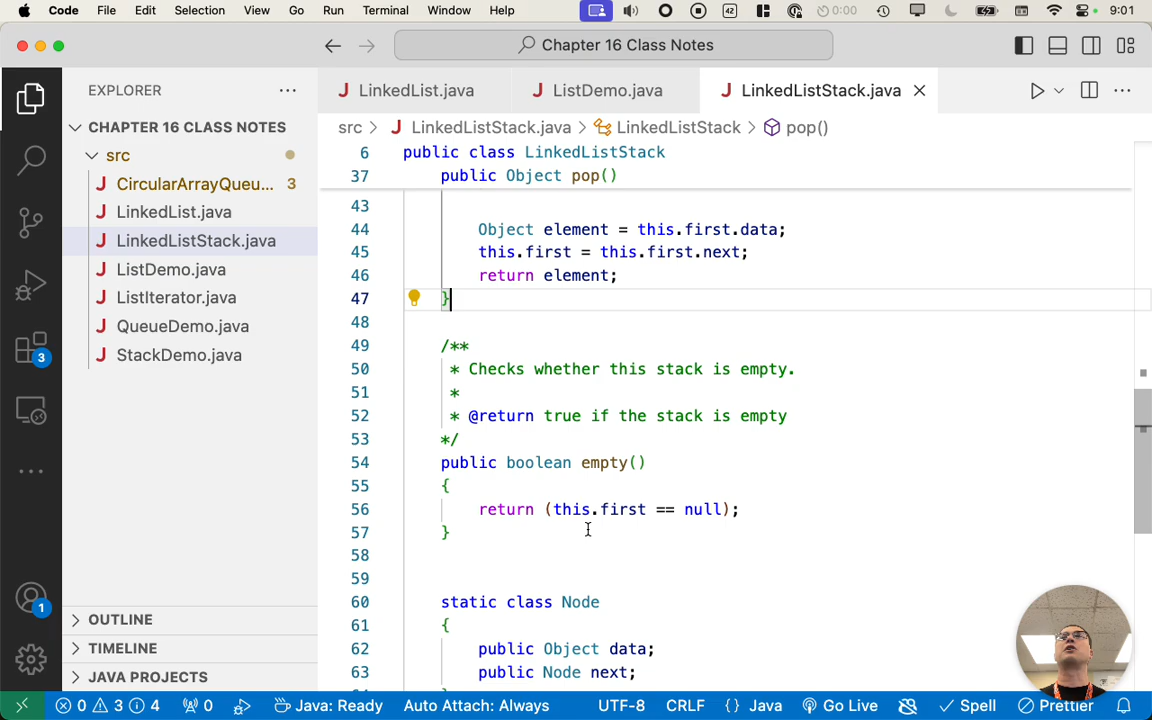 Code File Edit Selection View Go Run Terminal Window Help 42 0:00 9:01
Chapter 16 Class Notes
EXPLORER
LinkedList.java ListDemo.java LinkedListStack.java
CHAPTER 16 CLASS NOTES
src
CircularArrayQueu... 3
LinkedList.java
LinkedListStack.java
ListDemo.java
ListIterator.java
QueueDemo.java
StackDemo.java
OUTLINE
TIMELINE
JAVA PROJECTS
3
1
src > LinkedListStack.java > LinkedListStack > pop()
6 public class LinkedListStack
37 public Object pop()
43
44 Object element = this.first.data;
45 this.first = this.first.next;
46 return element;
47 }
48
49 /**
50 * Checks whether this stack is empty.
51 *
52 * @return true if the stack is empty
53 */
54 public boolean empty()
55 {
56 return (this.first == null);
57 }
58
59
60 static class Node
61 {
62 public Object data;
63 public Node next;
0 3 4 0 Java: Ready Auto Attach: Always UTF-8 CRLF {} Java Go Live Spell Prettier